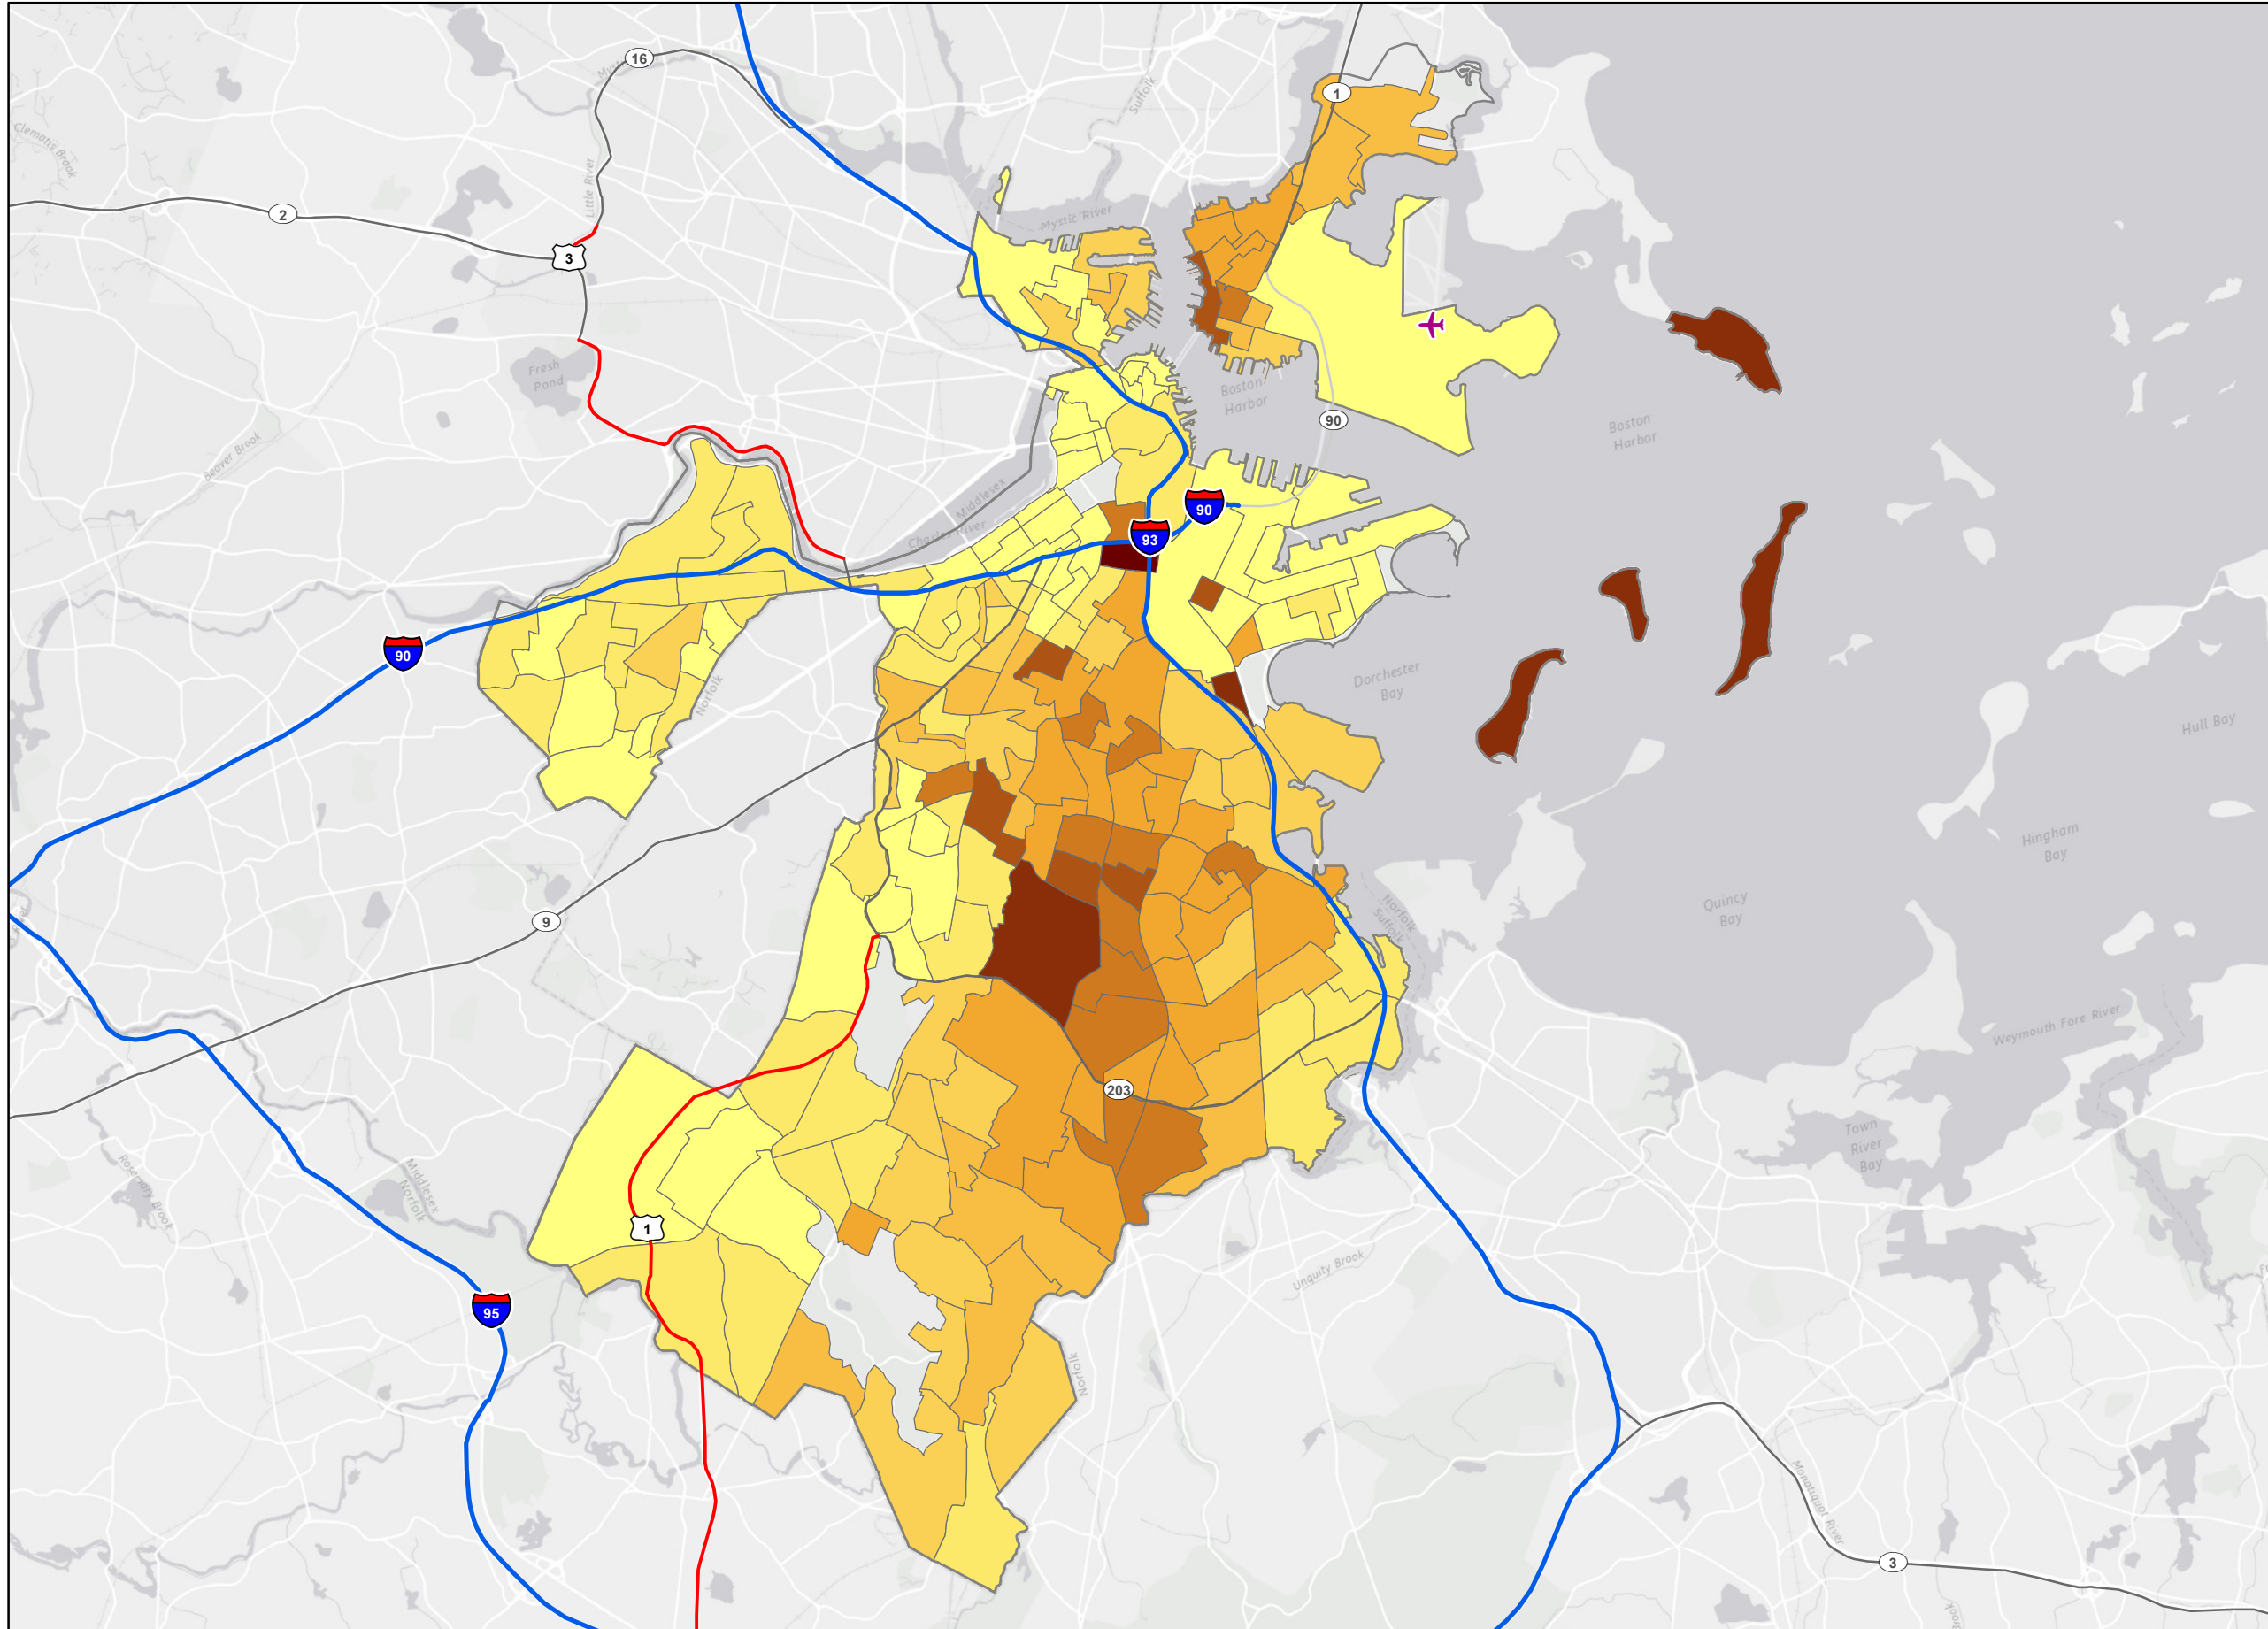 16
Mystic
1
Suffolk
Clematis Brook
Little River
2
Mystic River
3
Fresh
Pond
Boston
Harbor
90
Boston
Harbor
Beaver Brook
Middlesex
Charles River
90
93
90
Norfolk
Dorchester
Bay
Hull Bay
Hingham
Bay
9
Norfolk
Suffolk
Quincy
Bay
Weymouth Fore River
203
Town
River
Bay
Rosemary Brook
Middlesex
Norfolk
1
Unquity Brook
95
Norfolk
Monatiquot River
3
Brook